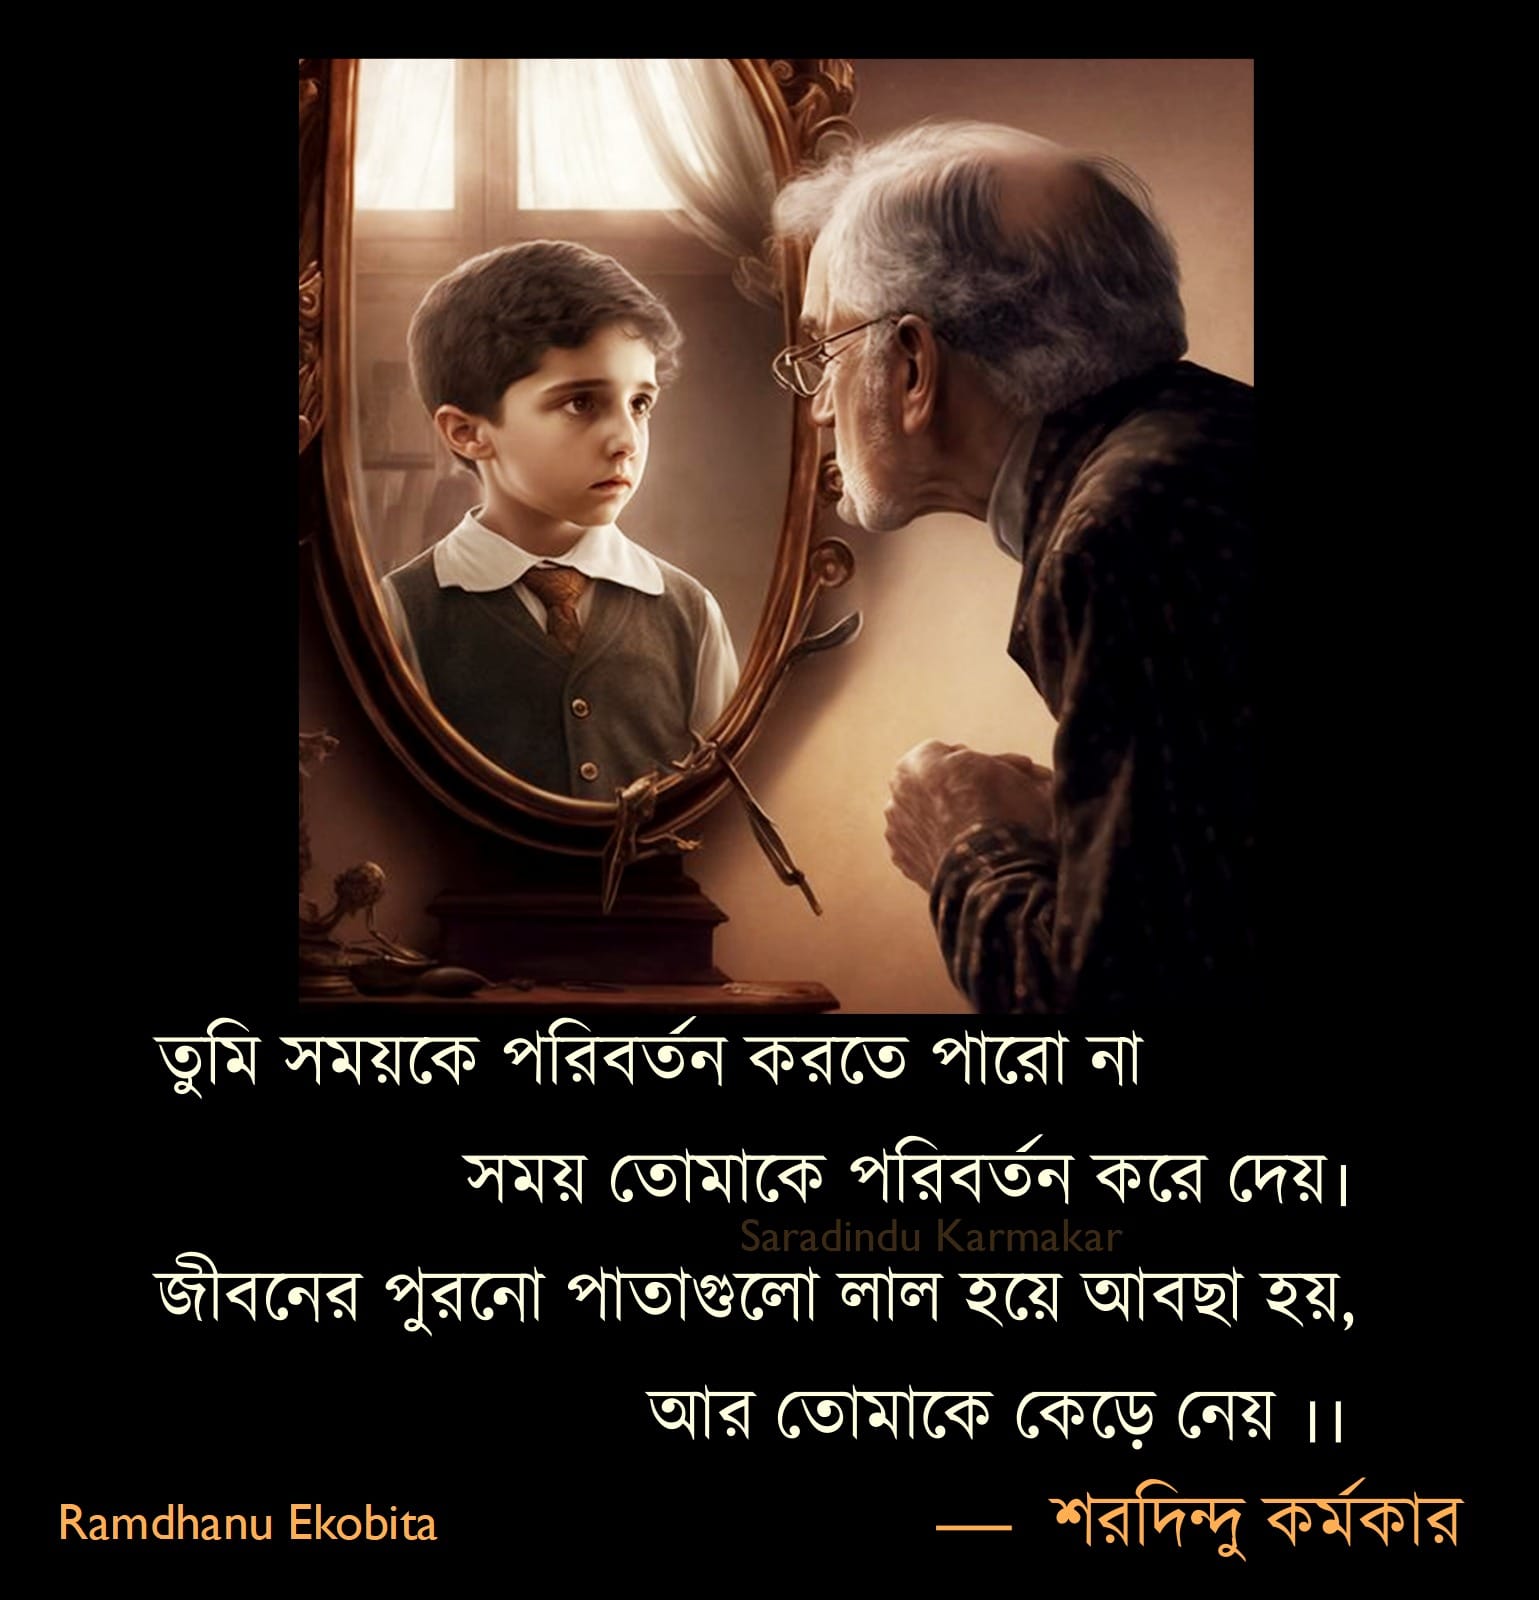 তুমি সময়কে পরিবর্তন করতে পারো না
সময় তোমাকে পরিবর্তন করে দেয়।
Saradindu Karmakar
জীবনের পুরনো পাতাগুলো লাল হয়ে আবছা হয়,
আর তোমাকে কেড়ে নেয় ।।
Ramdhanu Ekobita
— শরদিন্দু কর্মকার